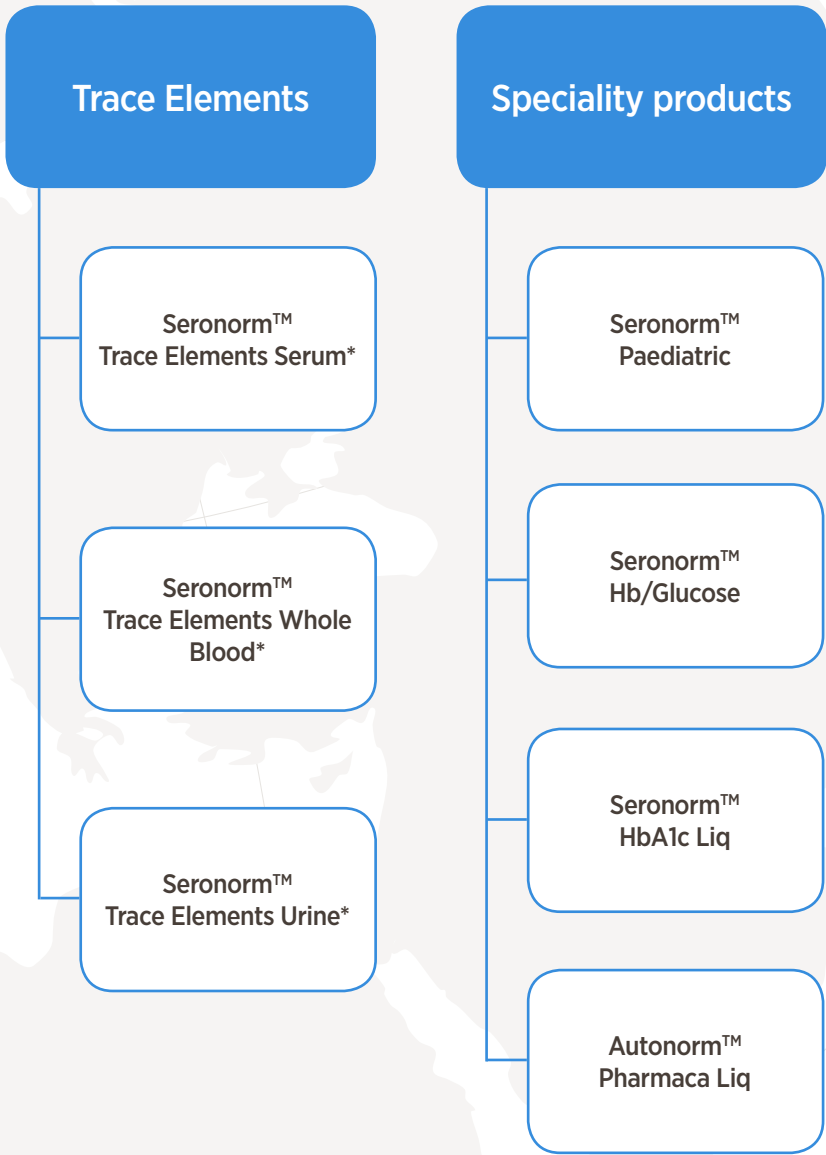 Trace Elements
Seronorm™
Trace Elements Serum*
Seronorm™
Trace Elements Whole
Blood*
Seronorm™
Trace Elements Urine*
Speciality products
Seronorm™
Paediatric
Seronorm™
Hb/Glucose
Seronorm™
HbA1c Liq
Autonorm™
Pharmaca Liq